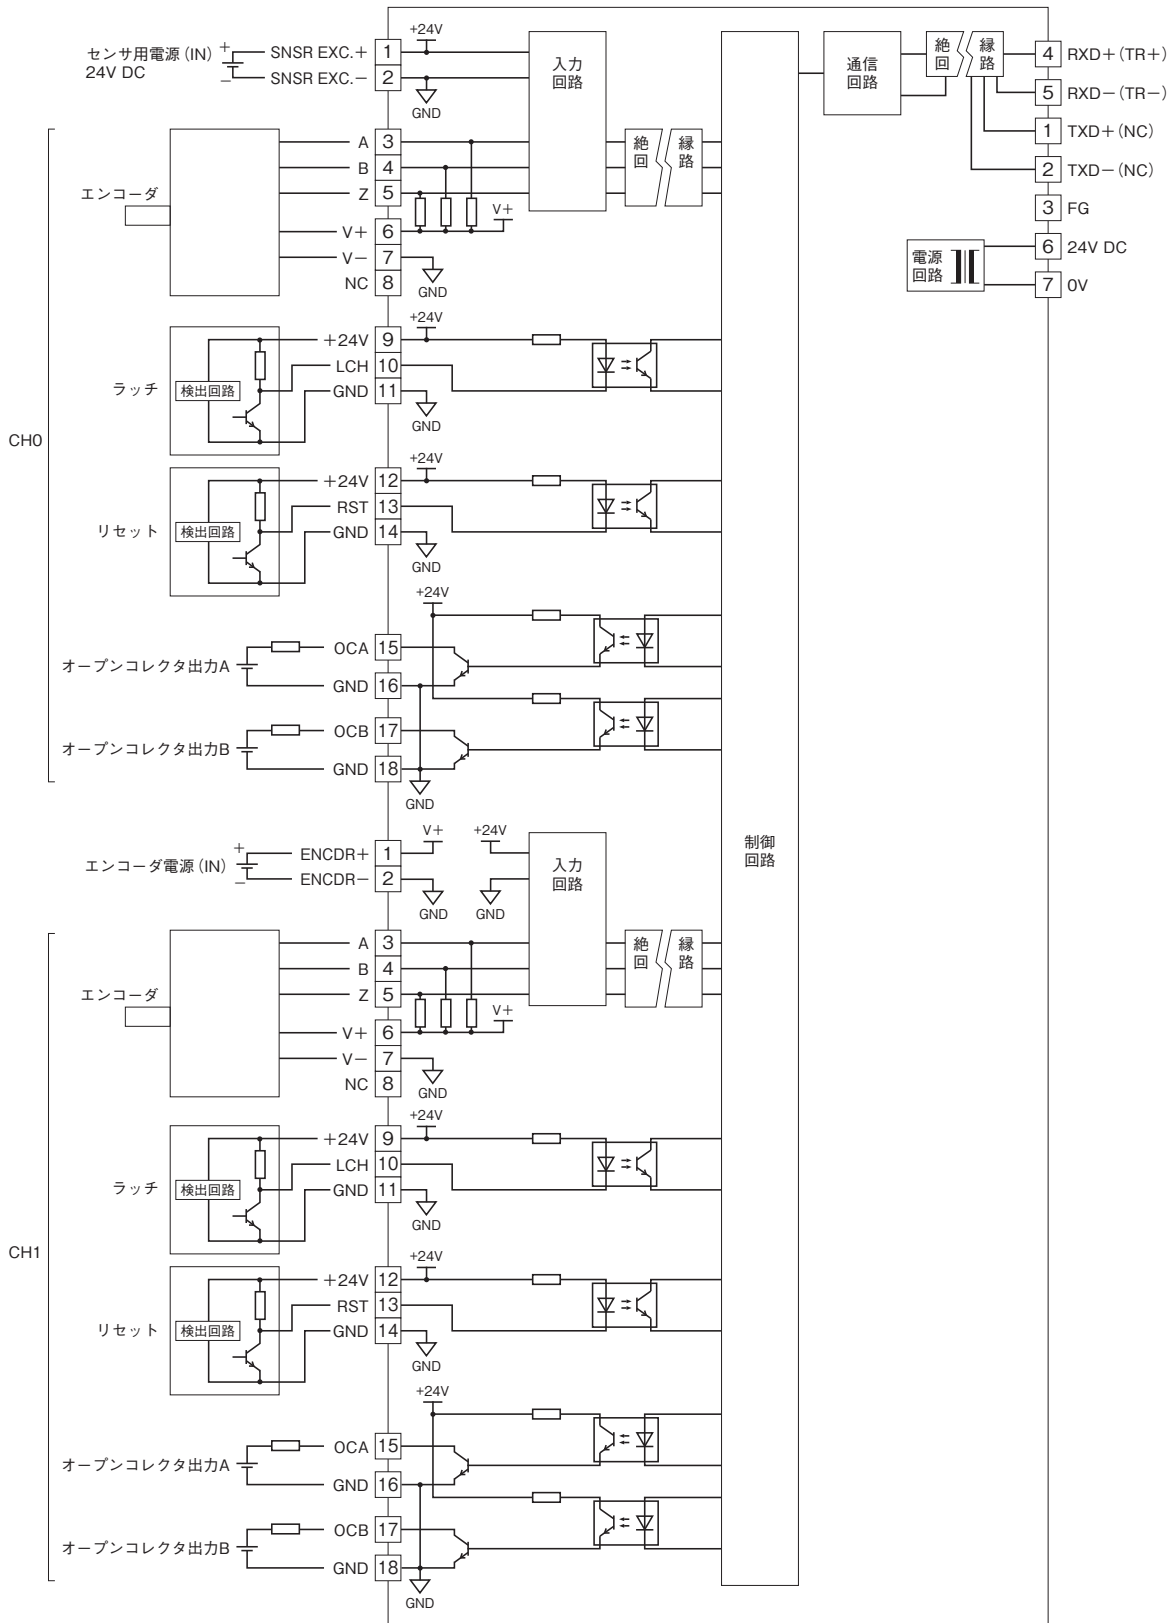 センサ用電源(IN)
24V DC
+
−
SNSR EXC.+
1
+24V
SNSR EXC.−
2
GND
入力
回路
通信
回路
絶
回
縁
路
4
RXD+(TR+)
5
RXD−(TR−)
1
TXD+(NC)
2
TXD−(NC)
3
FG
6
24V DC
7
0V
電源
回路
CH0
エンコーダ
A
3
B
4
Z
5
V+
V+
6
V−
7
NC
8
GND
絶
回
縁
路
ラッチ
検出回路
+24V
9
+24V
LCH
10
GND
11
GND
リセット
検出回路
+24V
12
+24V
RST
13
GND
14
GND
+24V
オープンコレクタ出力A
OCA
15
GND
16
オープンコレクタ出力B
OCB
17
GND
18
GND
制御
回路
エンコーダ電源(IN)
+
−
ENCDR+
1
V+
+24V
ENCDR−
2
GND
GND
入力
回路
CH1
エンコーダ
A
3
B
4
Z
5
V+
V+
6
V−
7
NC
8
GND
絶
回
縁
路
ラッチ
検出回路
+24V
9
+24V
LCH
10
GND
11
GND
リセット
検出回路
+24V
12
+24V
RST
13
GND
14
GND
+24V
オープンコレクタ出力A
OCA
15
GND
16
オープンコレクタ出力B
OCB
17
GND
18
GND